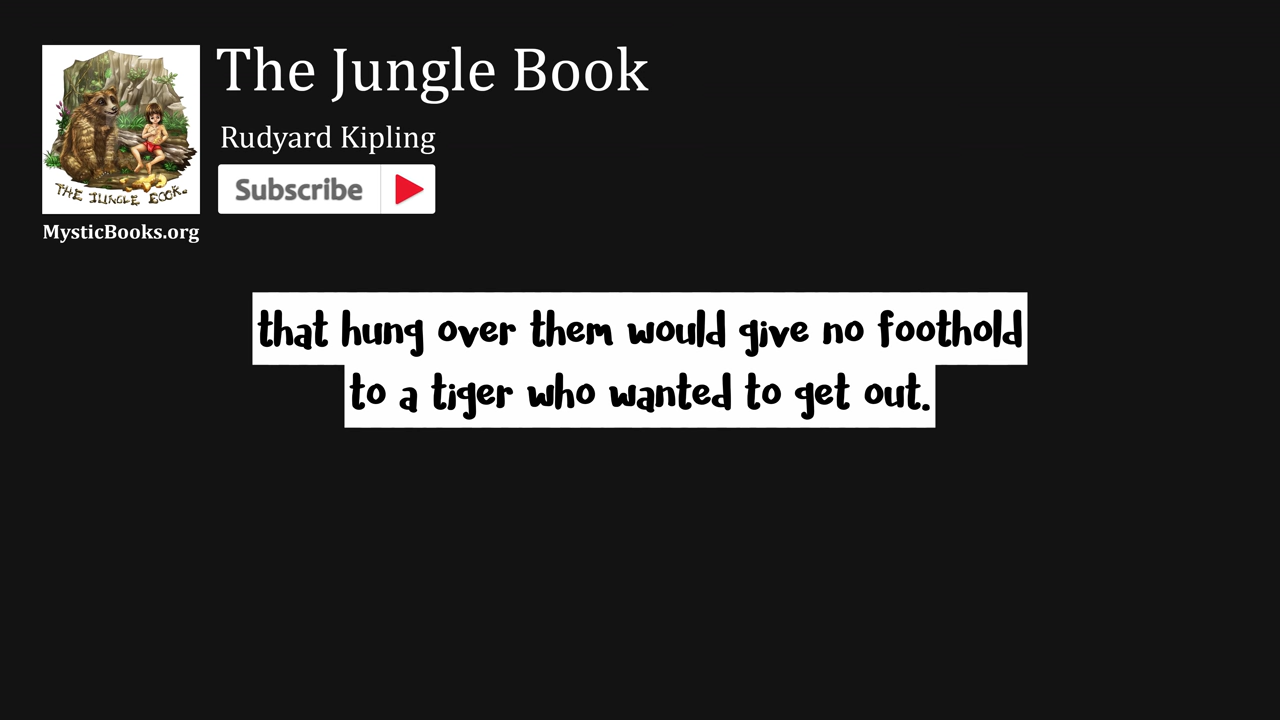 The Jungle Book
Rudyard Kipling
Subscribe
THE JUNGLE BOOK.
MysticBooks.org
that hung over them would give no foothold
to a tiger who wanted to get out.